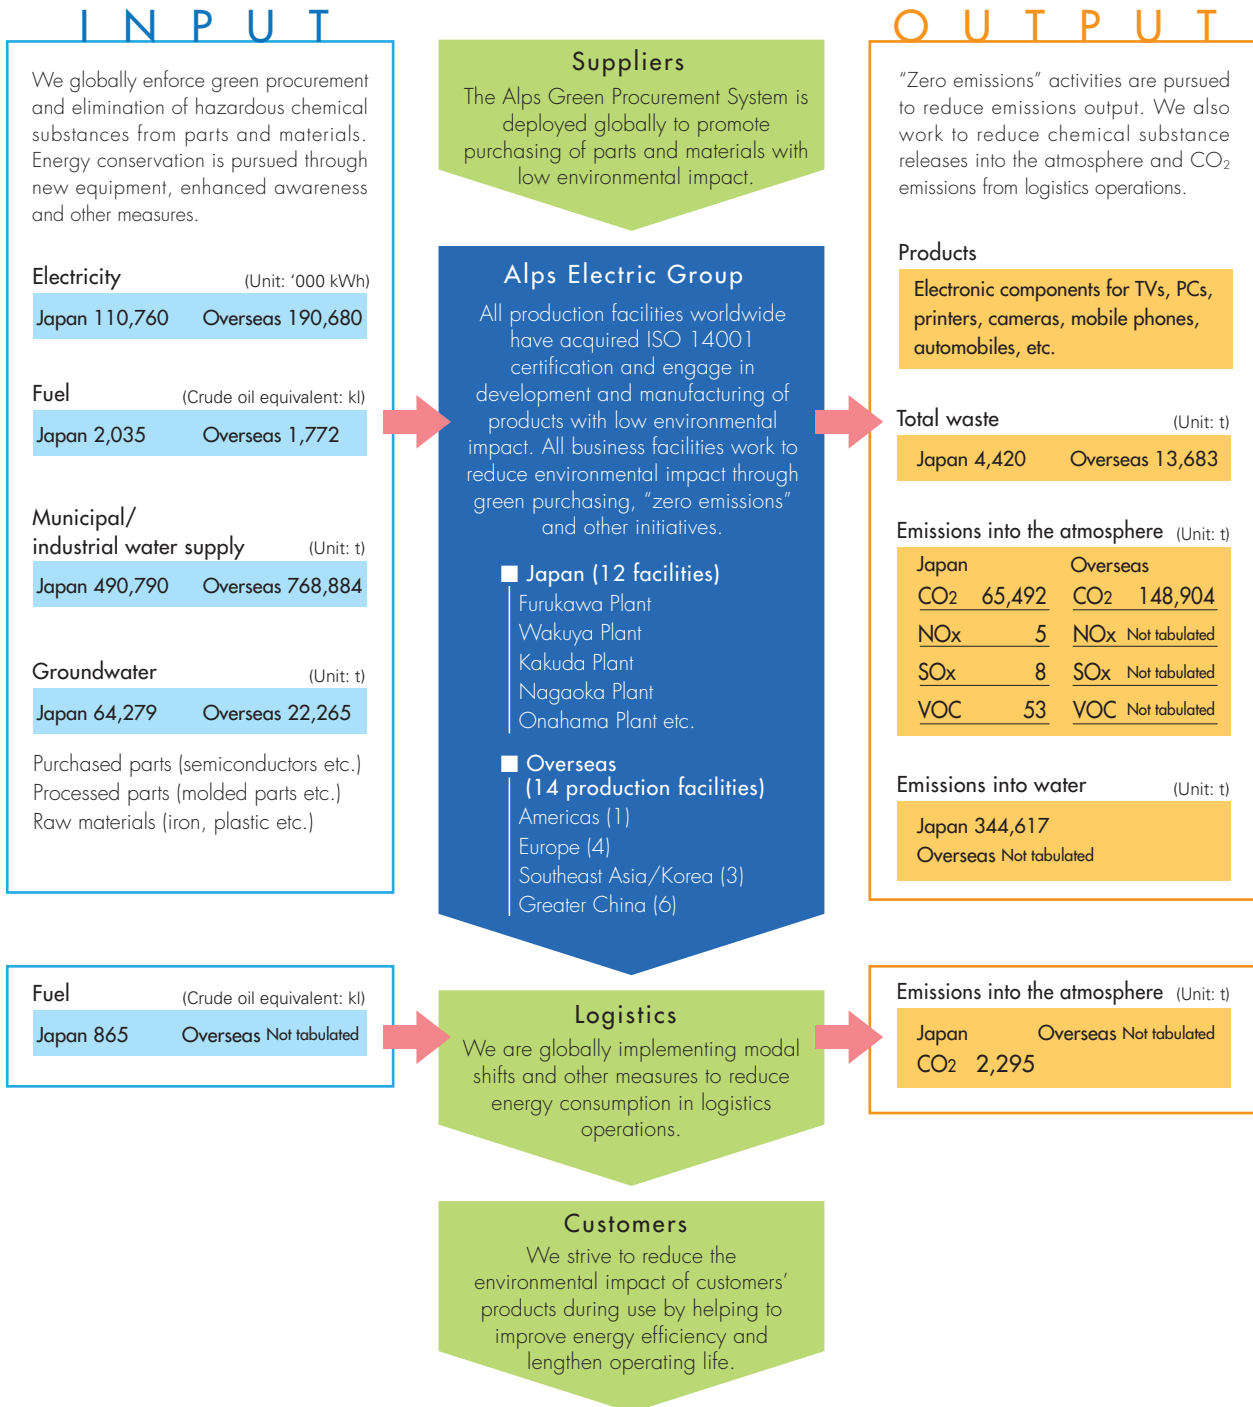 INPUT
We globally enforce green procurement
and elimination of hazardous chemical
substances from parts and materials.
Energy conservation is pursued through
new equipment, enhanced awareness
and other measures.
Electricity (Unit: ‘000 kWh)
Japan 110,760 Overseas 190,680
Fuel (Crude oil equivalent: kl)
Japan 2,035 Overseas 1,772
Municipal/
industrial water supply (Unit: t)
Japan 490,790 Overseas 768,884
Groundwater (Unit: t)
Japan 64,279 Overseas 22,265
Purchased parts (semiconductors etc.)
Processed parts (molded parts etc.)
Raw materials (iron, plastic etc.)
Fuel (Crude oil equivalent: kl)
Japan 865 Overseas Not tabulated
Suppliers
The Alps Green Procurement System is
deployed globally to promote
purchasing of parts and materials with
low environmental impact.
Alps Electric Group
All production facilities worldwide
have acquired ISO 14001
certification and engage in
development and manufacturing of
products with low environmental
impact. All business facilities work to
reduce environmental impact through
green purchasing, “zero emissions”
and other initiatives.
■ Japan (12 facilities)
Furukawa Plant
Wakuya Plant
Kakuda Plant
Nagaoka Plant
Onahama Plant etc.
■ Overseas
(14 production facilities)
Americas (1)
Europe (4)
Southeast Asia/Korea (3)
Greater China (6)
Logistics
We are globally implementing modal
shifts and other measures to reduce
energy consumption in logistics
operations.
Customers
We strive to reduce the
environmental impact of customers’
products during use by helping to
improve energy efficiency and
lengthen operating life.
OUTPUT
“Zero emissions” activities are pursued
to reduce emissions output. We also
work to reduce chemical substance
releases into the atmosphere and CO2
emissions from logistics operations.
Products
Electronic components for TVs, PCs,
printers, cameras, mobile phones,
automobiles, etc.
Total waste (Unit: t)
Japan 4,420 Overseas 13,683
Emissions into the atmosphere (Unit: t)
Japan Overseas
CO2 65,492 CO2 148,904
NOx 5 NOx Not tabulated
SOx 8 SOx Not tabulated
VOC 53 VOC Not tabulated
Emissions into water (Unit: t)
Japan 344,617
Overseas Not tabulated
Emissions into the atmosphere (Unit: t)
Japan Overseas Not tabulated
CO2 2,295